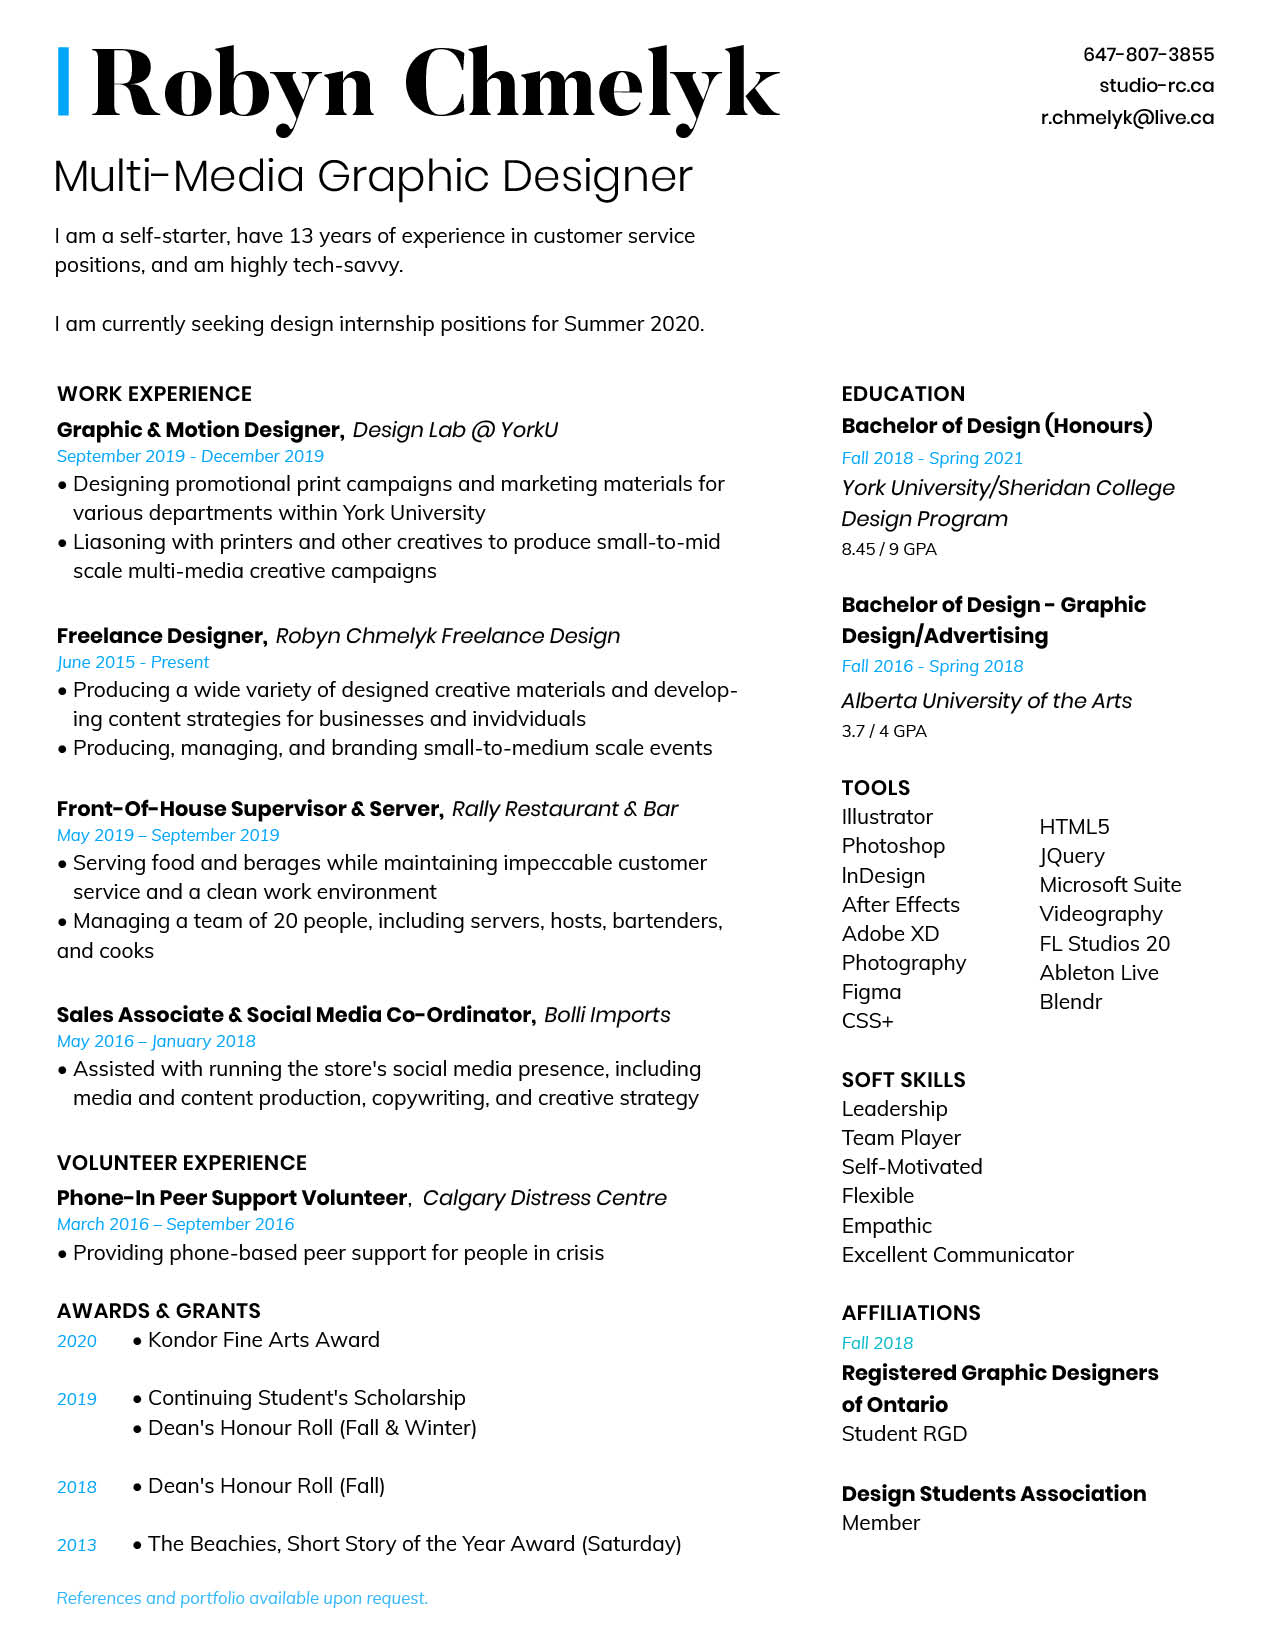 Robyn Chmelyk
647-807-3855
studio-rc.ca
r.chmelyk@live.ca
Multi-Media Graphic Designer
I am a self-starter, have 13 years of experience in customer service
positions, and am highly tech-savvy.
I am currently seeking design internship positions for Summer 2020.
WORK EXPERIENCE
Graphic & Motion Designer, Design Lab @ YorkU
September 2019 - December 2019
• Designing promotional print campaigns and marketing materials for
various departments within York University
• Liasoning with printers and other creatives to produce small-to-mid
scale multi-media creative campaigns
Freelance Designer, Robyn Chmelyk Freelance Design
June 2015 - Present
• Producing a wide variety of designed creative materials and develop-
ing content strategies for businesses and invidviduals
• Producing, managing, and branding small-to-medium scale events
Front-Of-House Supervisor & Server, Rally Restaurant & Bar
May 2019 – September 2019
• Serving food and berages while maintaining impeccable customer
service and a clean work environment
• Managing a team of 20 people, including servers, hosts, bartenders,
and cooks
Sales Associate & Social Media Co-Ordinator, Bolli Imports
May 2016 – January 2018
• Assisted with running the store's social media presence, including
media and content production, copywriting, and creative strategy
VOLUNTEER EXPERIENCE
Phone-In Peer Support Volunteer, Calgary Distress Centre
March 2016 – September 2016
• Providing phone-based peer support for people in crisis
AWARDS & GRANTS
2020 • Kondor Fine Arts Award
2019 • Continuing Student's Scholarship
• Dean's Honour Roll (Fall & Winter)
2018 • Dean's Honour Roll (Fall)
2013 • The Beachies, Short Story of the Year Award (Saturday)
References and portfolio available upon request.
EDUCATION
Bachelor of Design (Honours)
Fall 2018 - Spring 2021
York University/Sheridan College
Design Program
8.45 / 9 GPA
Bachelor of Design - Graphic
Design/Advertising
Fall 2016 - Spring 2018
Alberta University of the Arts
3.7 / 4 GPA
TOOLS
Illustrator
Photoshop
InDesign
After Effects
Adobe XD
Photography
Figma
CSS+
HTML5
JQuery
Microsoft Suite
Videography
FL Studios 20
Ableton Live
Blendr
SOFT SKILLS
Leadership
Team Player
Self-Motivated
Flexible
Empathic
Excellent Communicator
AFFILIATIONS
Fall 2018
Registered Graphic Designers
of Ontario
Student RGD
Design Students Association
Member